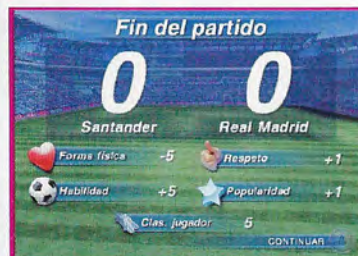 Fin del partido
0 0
Santander Real Madrid
Forma física -5 Respeto +1
Habilidad +5 Popularidad +1
Clas. jugador 5
CONTINUAR